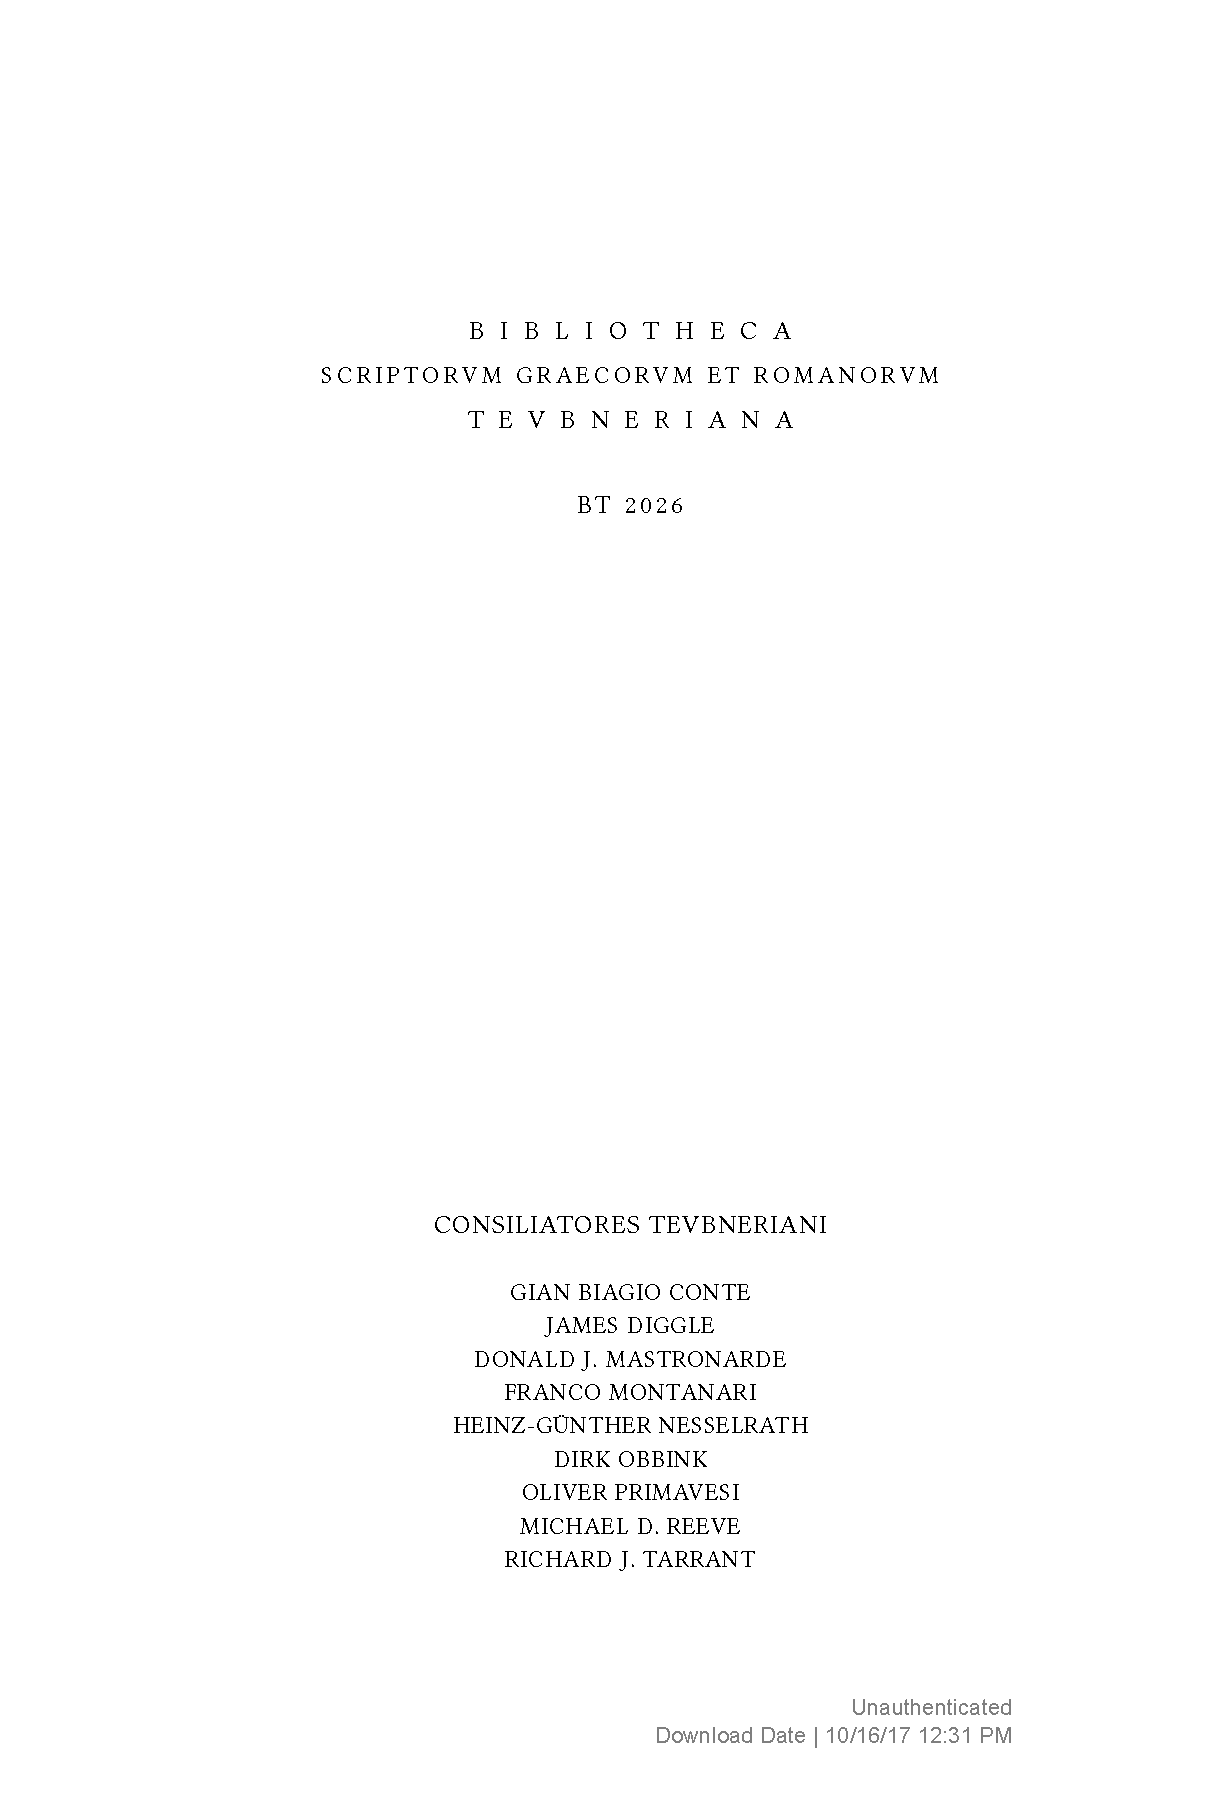 BIBLIOTHECA
SCRIPTORVM GRAECORVM ET ROMANORVM
TEVBNERIANA
BT 2026
CONSILIATORES TEVBNERIANI
GIAN BIAGIO CONTE
JAMES DIGGLE
DONALD J. MASTRONARDE
FRANCO MONTANARI
HEINZ-GÜNTHER NESSELRATH
DIRK OBBINK
OLIVER PRIMAVESI
MICHAEL D. REEVE
RICHARD J. TARRANT
Unauthenticated
Download Date | 10/16/17 12:31 PM